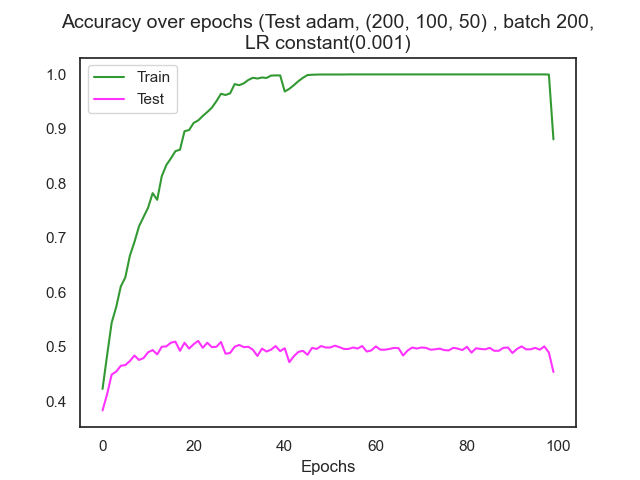 Accuracy over epochs (Test adam, (200, 100, 50) , batch 200,
LR constant(0.001)
Train
Test
1.0
0.9
0.8
0.7
0.6
0.5
0.4
0 20 40 60 80 100
Epochs